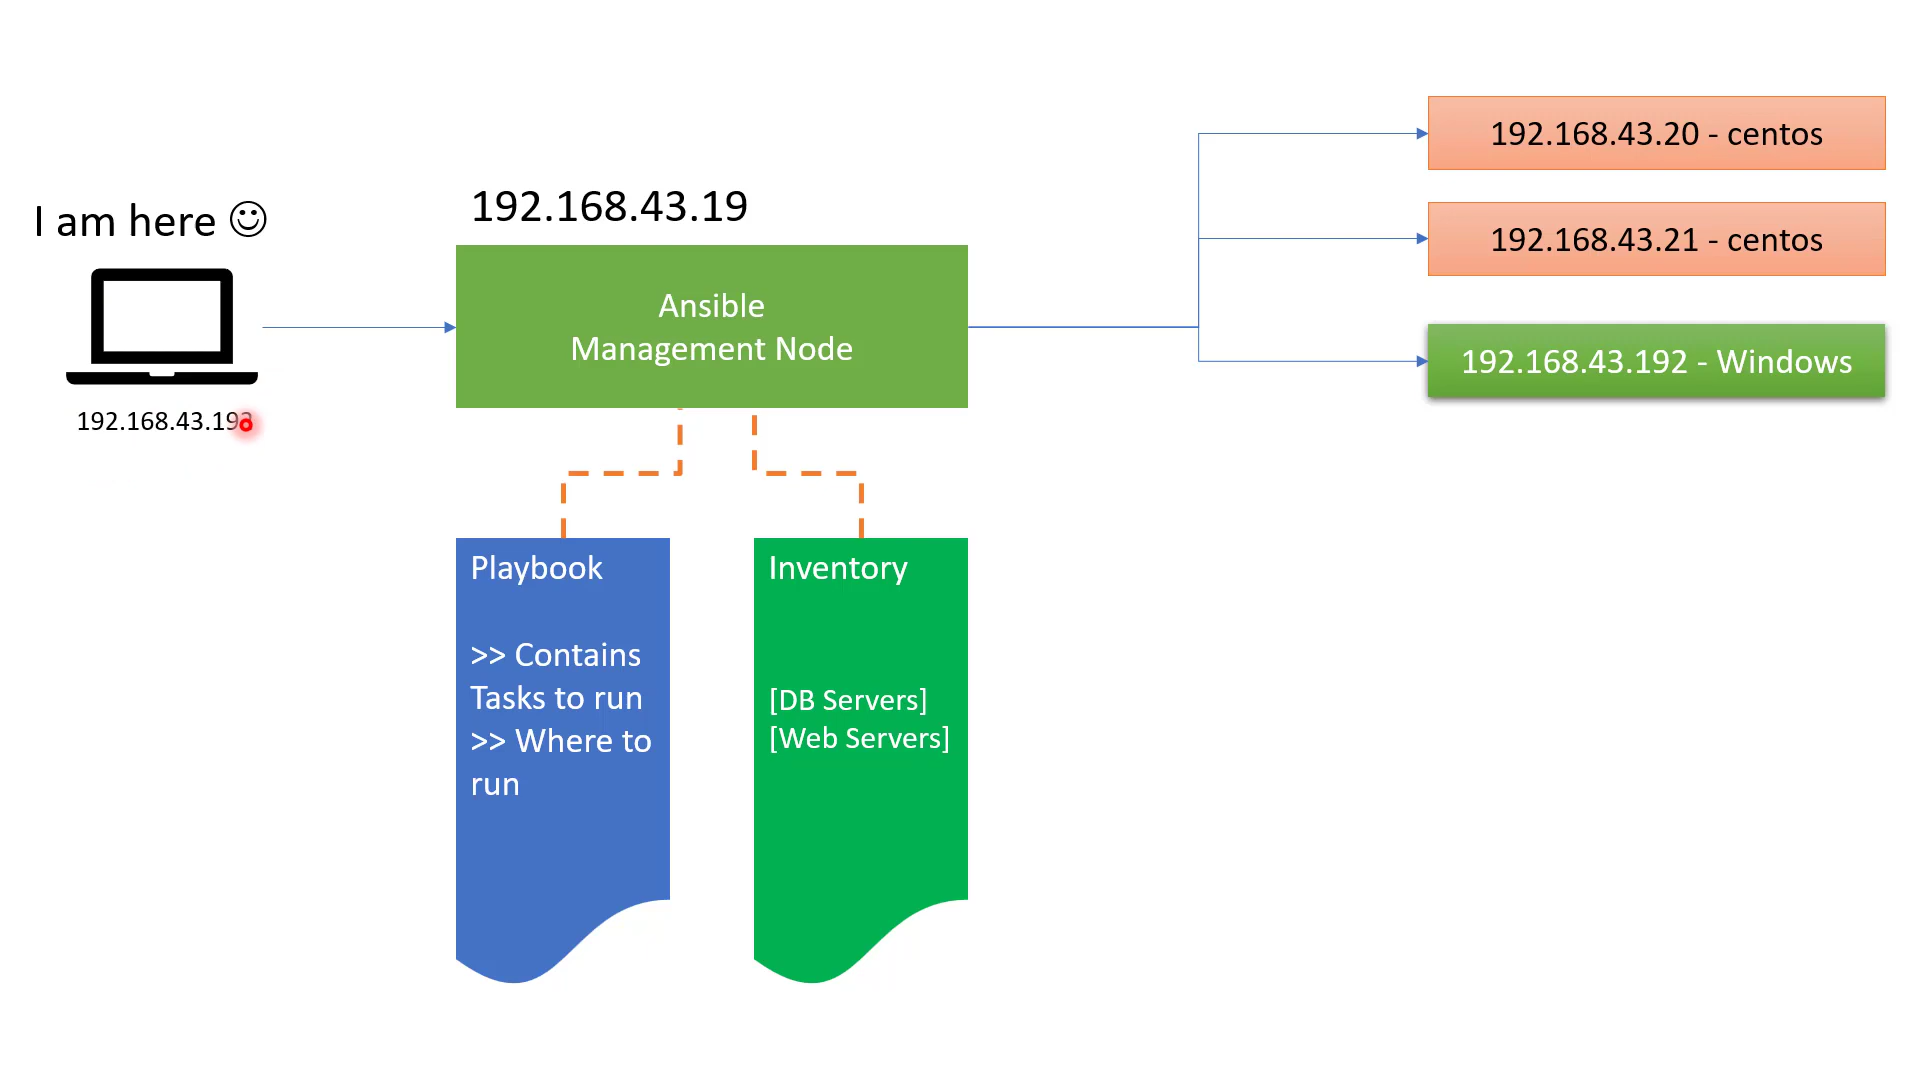 I am here ☺
192.168.43.19
Ansible
Management Node
192.168.43.20 - centos
192.168.43.21 - centos
192.168.43.192 - Windows
Playbook
>> Contains
Tasks to run
>> Where to
run
Inventory
[DB Servers]
[Web Servers]